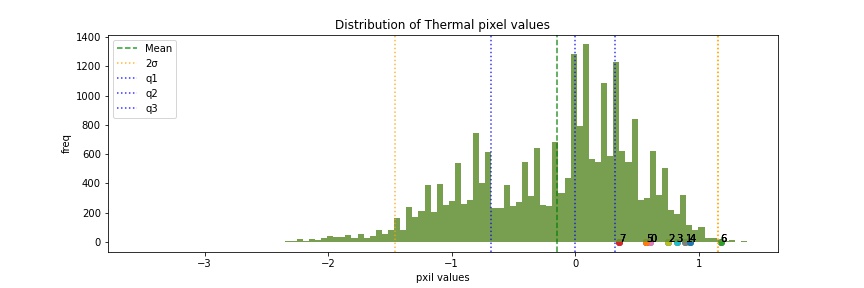 Distribution of Thermal pixel values
Mean
2σ
q1
q2
q3
freq
1400
1200
1000
800
600
400
200
0
7 5 0 2 3 1 4 6
−3 −2 −1 0 1
pxil values